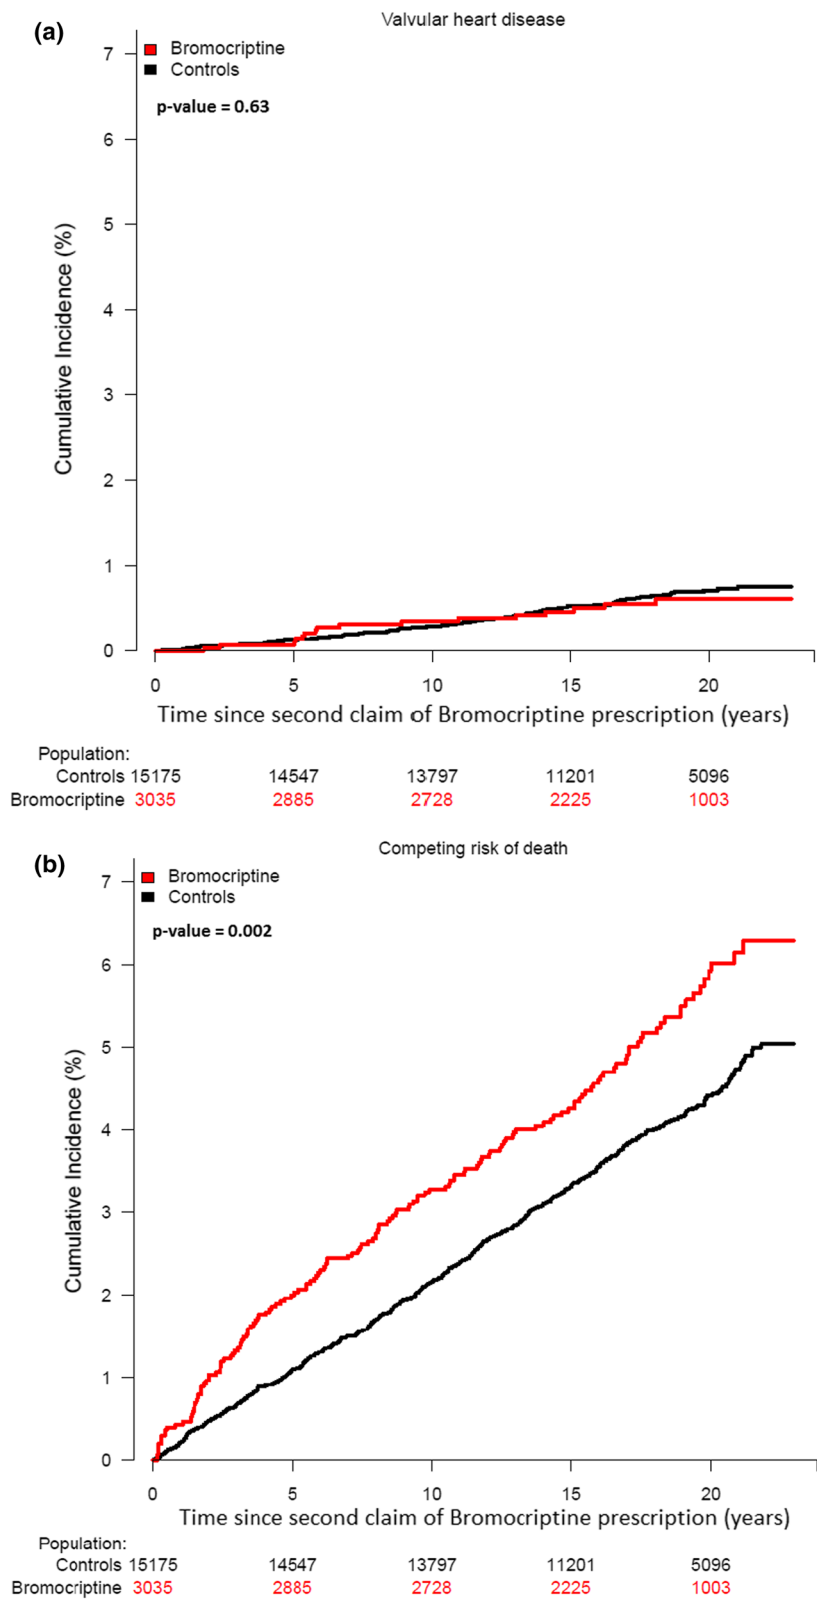 (a)
Valvular heart disease
Bromocriptine
Controls
p-value = 0.63
7
6
5
4
3
2
1
0
Cumulative Incidence (%)
0 5 10 15 20
Time since second claim of Bromocriptine prescription (years)
Population:
Controls 15175 14547 13797 11201 5096
Bromocriptine 3035 2885 2728 2225 1003
(b)
Competing risk of death
Bromocriptine
Controls
p-value = 0.002
7
6
5
4
3
2
1
0
Cumulative Incidence (%)
0 5 10 15 20
Time since second claim of Bromocriptine prescription (years)
Population:
Controls 15175 14547 13797 11201 5096
Bromocriptine 3035 2885 2728 2225 1003